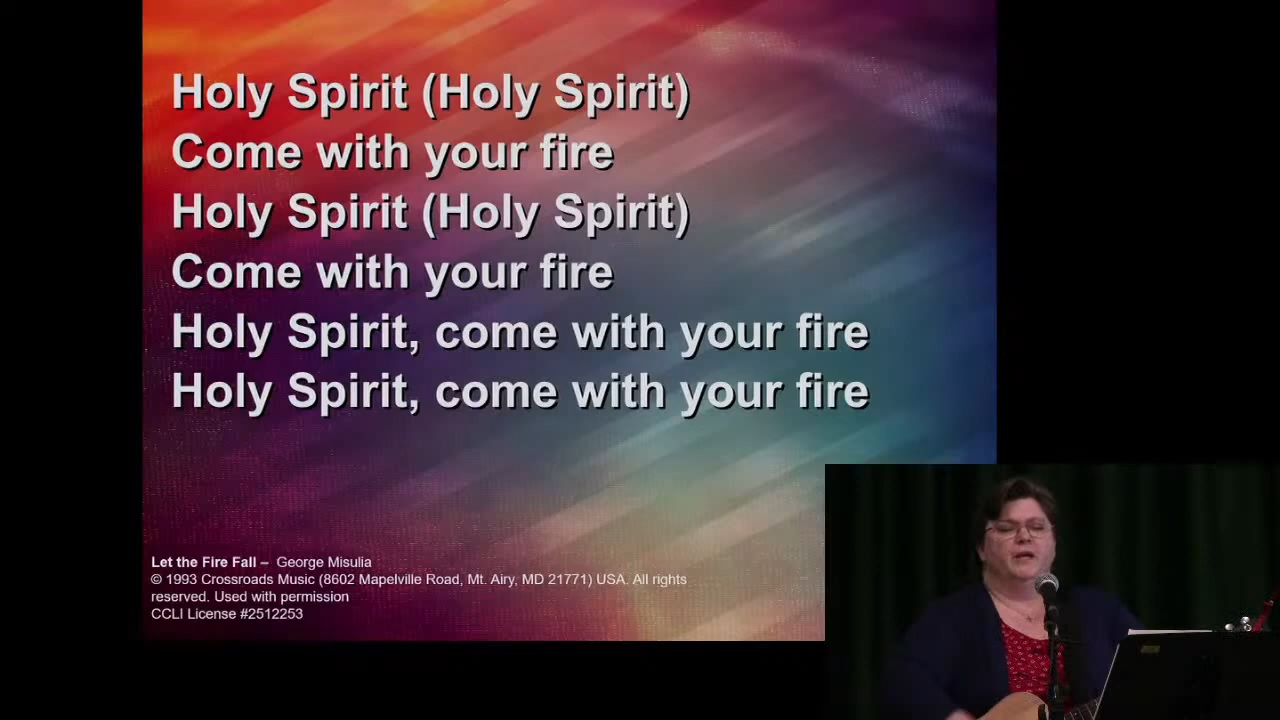 Holy Spirit (Holy Spirit)
Come with your fire
Holy Spirit (Holy Spirit)
Come with your fire
Holy Spirit, come with your fire
Holy Spirit, come with your fire
Let the Fire Fall – George Misulia
© 1993 Crossroads Music (8602 Mapelville Road, Mt. Airy, MD 21771) USA. All rights
reserved. Used with permission
CCLI License #2512253